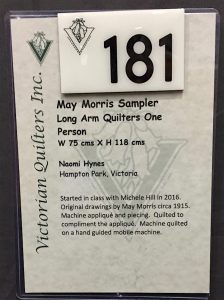 181
Victorian Quilters Inc.
May Morris Sampler
Long Arm Quilters One
Person
W 75 cms X H 118 cms
Naomi Hynes
Hampton Park, Victoria
Started in class with Michele Hill in 2016.
Original drawings by May Morris circa 1915.
Machine appliqué and piecing. Quilted to
compliment the appliqué. Machine quilted
on a hand guided mobile machine.